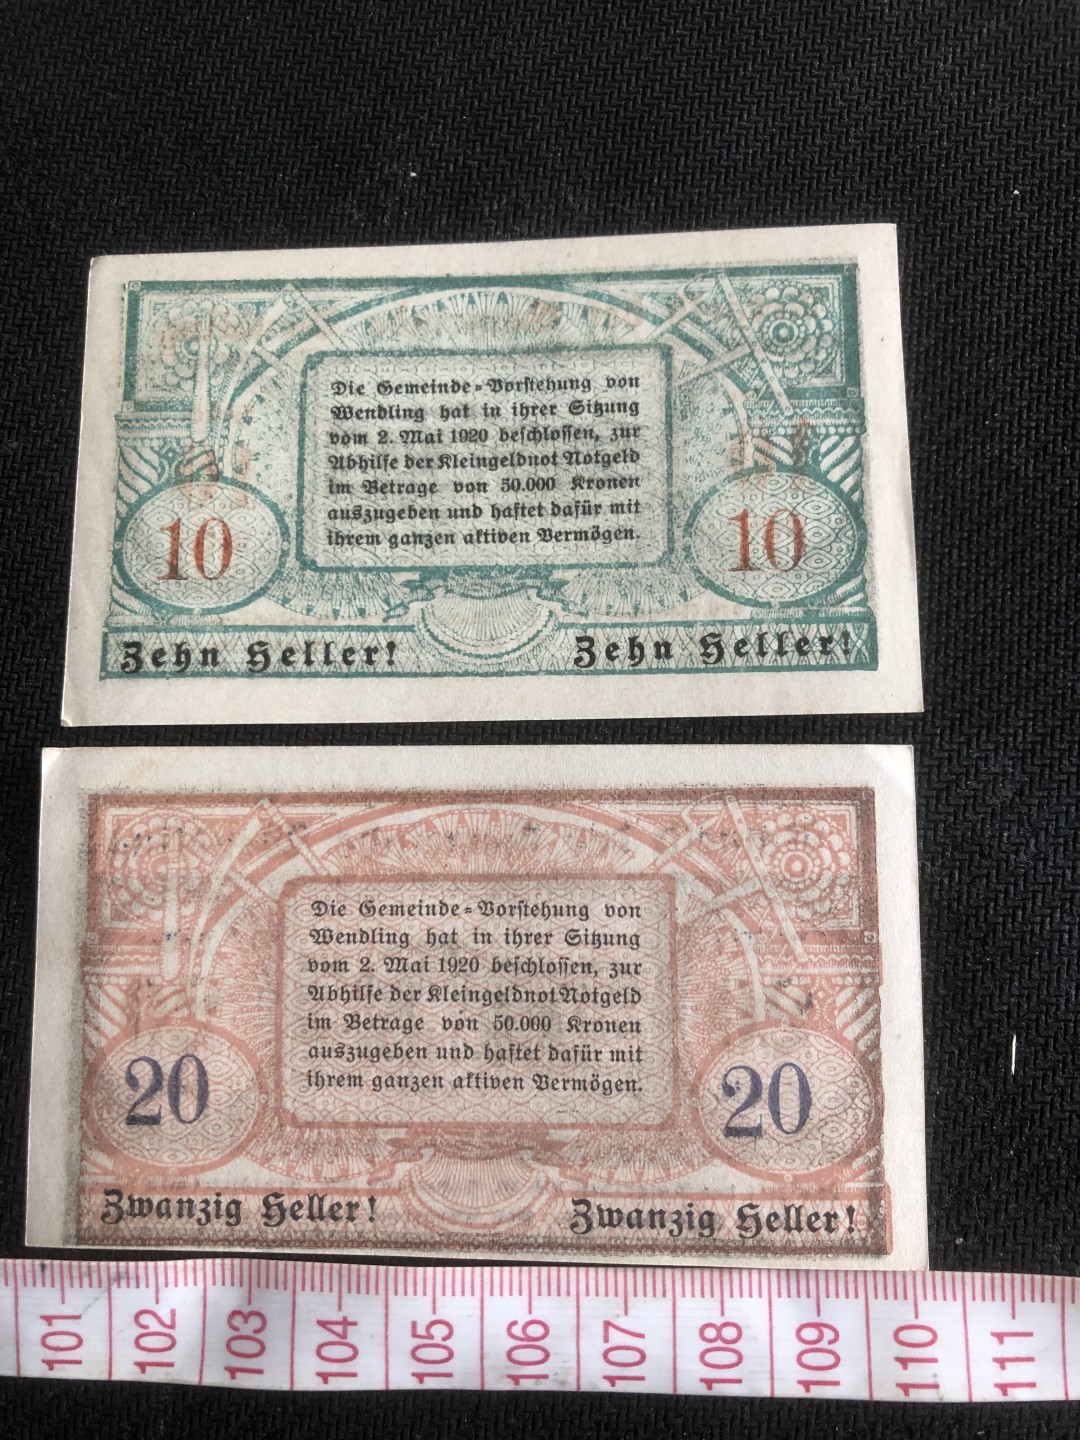 Die Gemeinde=Vorstehung von
Wendling hat in ihrer Sitzung
vom 2. Mai 1920 beschlossen, zur
Abhilfe der Kleingeldnot Notgeld
im Betrage von 50.000 Kronen
auszugeben und haftet dafür mit
ihrem ganzen aktiven Vermögen.
10 10
Zehn Heller! Zehn Heller!
Die Gemeinde=Vorstehung von
Wendling hat in ihrer Sitzung
vom 2. Mai 1920 beschlossen, zur
Abhilfe der Kleingeldnot Notgeld
im Betrage von 50.000 Kronen
auszugeben und haftet dafür mit
ihrem ganzen aktiven Vermögen.
20 20
Zwanzig Heller! Zwanzig Heller!
101 102 103 104 105 106 107 108 109 110 111